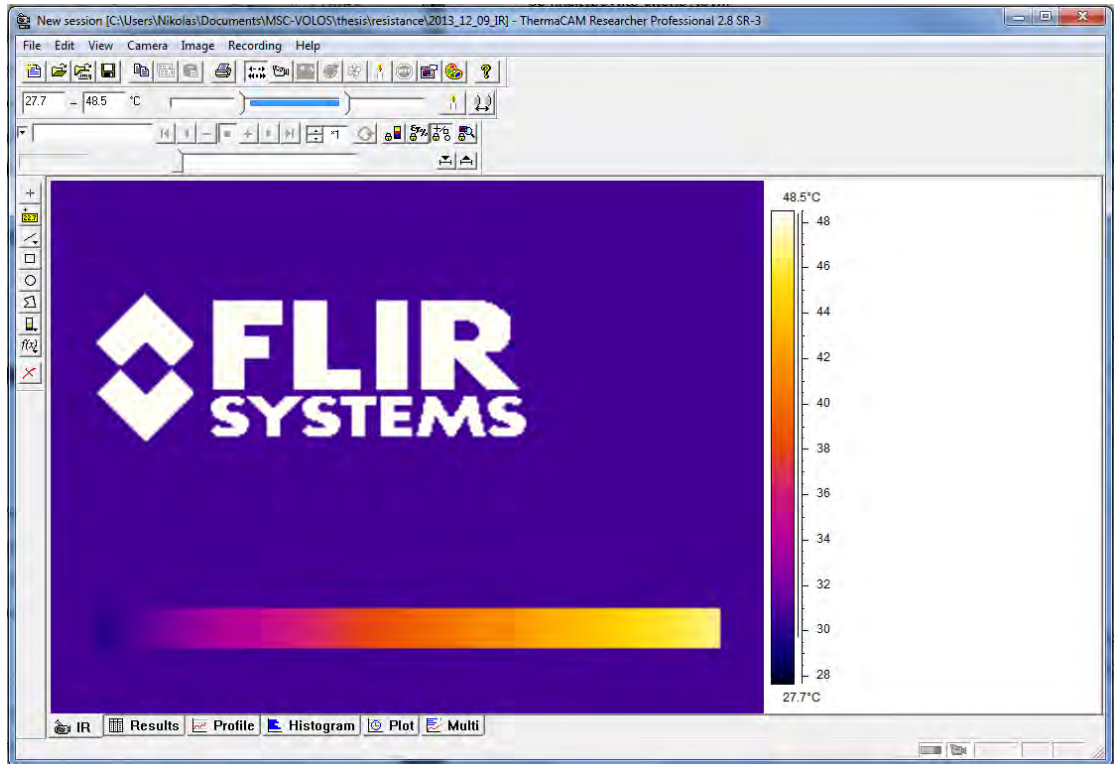 New session [C:\Users\Nikolas\Documents\MSC-VOLOS\thesis\resistance\2013_12_09_IR] - ThermaCAM Researcher Professional 2.8 SR-3
File Edit View Camera Image Recording Help
27.7 - 48.5 °C
48.5°C
48
46
44
42
40
38
36
34
32
30
28
27.7°C
FLIR
SYSTEMS
IR Results Profile Histogram Plot Multi